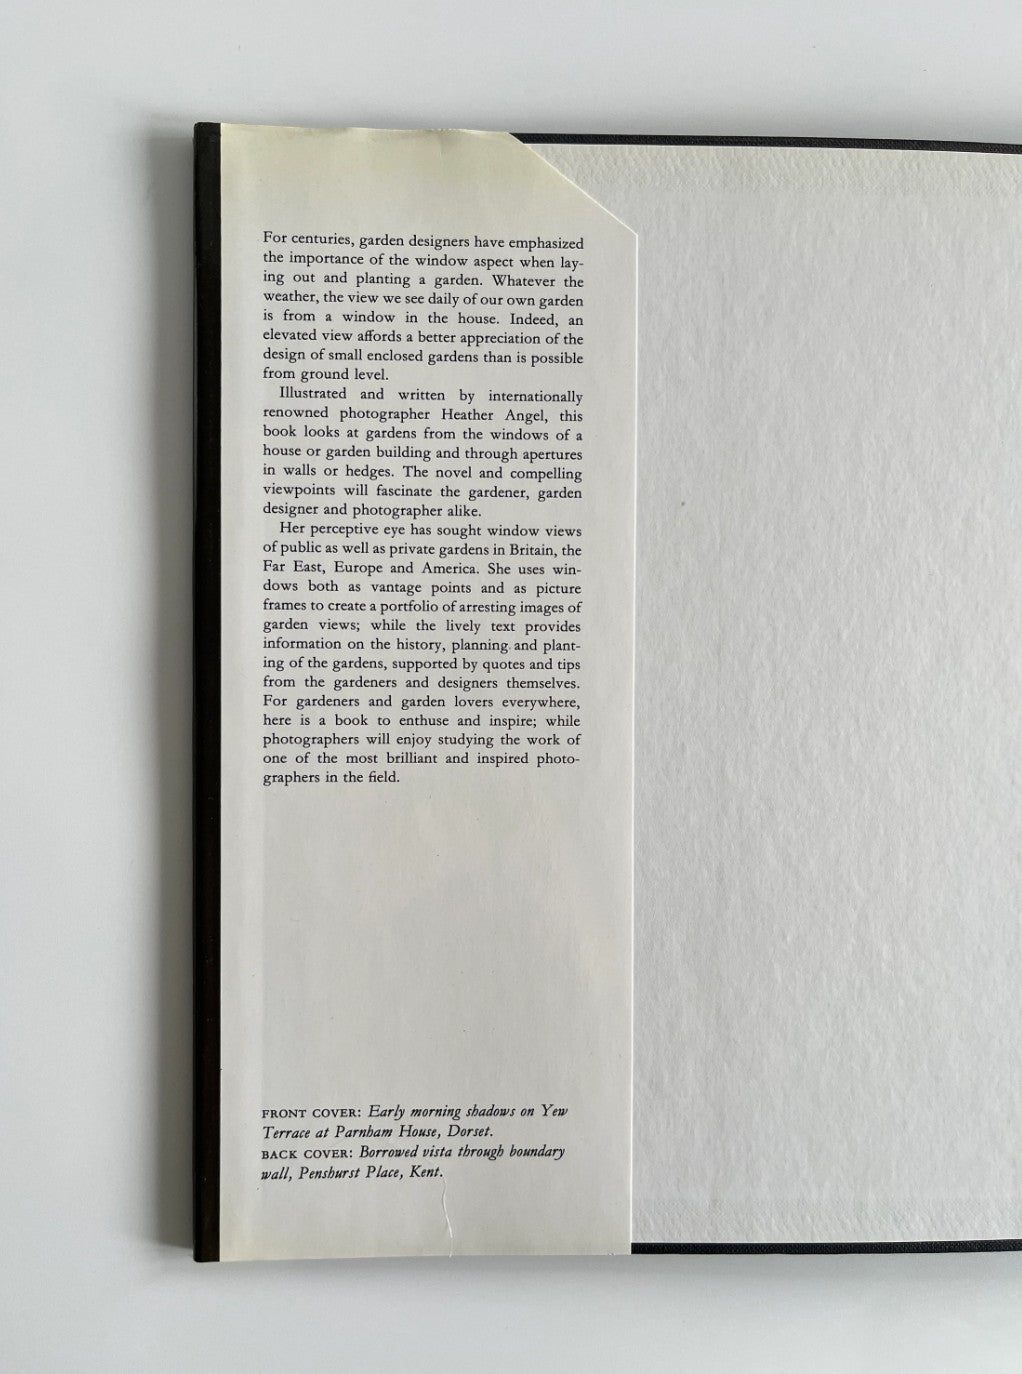 For centuries, garden designers have emphasized
the importance of the window aspect when lay-
ing out and planting a garden. Whatever the
weather, the view we see daily of our own garden
is from a window in the house. Indeed, an
elevated view affords a better appreciation of the
design of small enclosed gardens than is possible
from ground level.
Illustrated and written by internationally
renowned photographer Heather Angel, this
book looks at gardens from the windows of a
house or garden building and through apertures
in walls or hedges. The novel and compelling
viewpoints will fascinate the gardener, garden
designer and photographer alike.
Her perceptive eye has sought window views
of public as well as private gardens in Britain, the
Far East, Europe and America. She uses win-
dows both as vantage points and as picture
frames to create a portfolio of arresting images of
garden views; while the lively text provides
information on the history, planning and plant-
ing of the gardens, supported by quotes and tips
from the gardeners and designers themselves.
For gardeners and garden lovers everywhere,
here is a book to enthuse and inspire; while
photographers will enjoy studying the work of
one of the most brilliant and inspired photo-
graphers in the field.
FRONT COVER: Early morning shadows on Yew
Terrace at Parnham House, Dorset.
BACK COVER: Borrowed vista through boundary
wall, Penshurst Place, Kent.